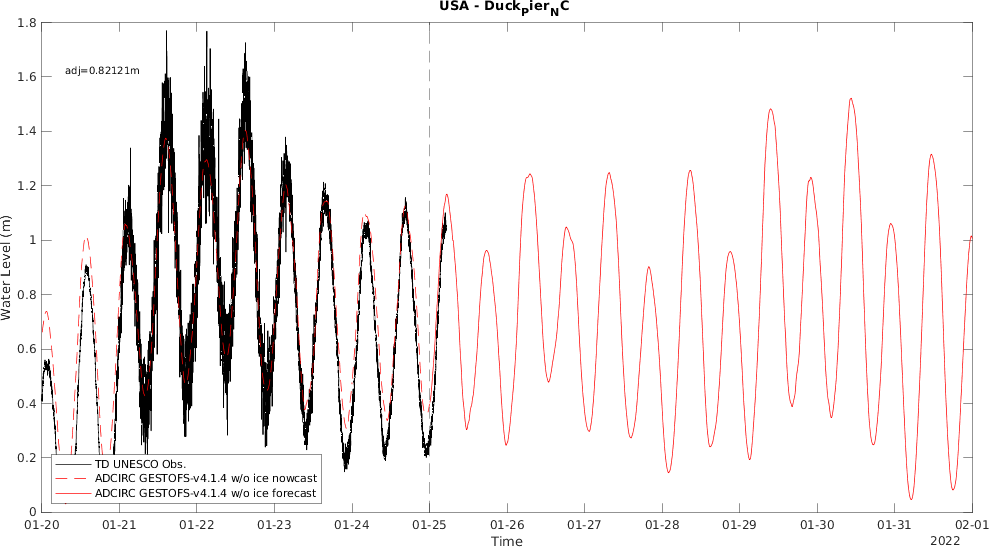 USA - DuckPierNC
adj=0.82121m
Water Level (m)
1.8
1.6
1.4
1.2
1
0.8
0.6
0.4
0.2
0
TD UNESCO Obs.
ADCIRC GESTOFS-v4.1.4 w/o ice nowcast
ADCIRC GESTOFS-v4.1.4 w/o ice forecast
01-20 01-21 01-22 01-23 01-24 01-25 01-26 01-27 01-28 01-29 01-30 01-31 02-01
Time
2022